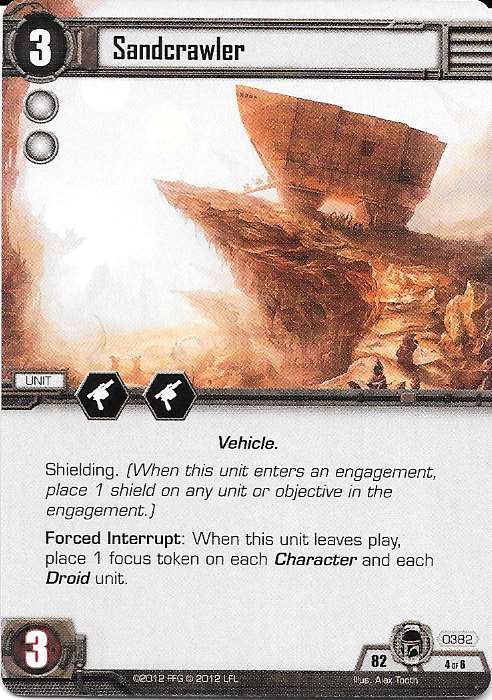 3
Sandcrawler
UNIT
Vehicle.
Shielding. (When this unit enters an engagement,
place 1 shield on any unit or objective in the
engagement.)
Forced Interrupt: When this unit leaves play,
place 1 focus token on each Character and each
Droid unit.
3
82
0382
4 OF 6
©2012 FFG © 2012 LFL
Illus. Alex Tooth